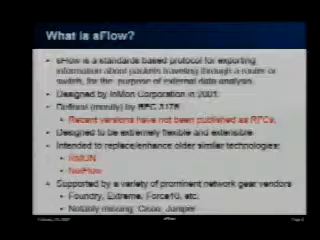 What is sFlow?
• sFlow is a standards based protocol for exporting
information about packets traveling through a router or
switch, for the purpose of external data analysis.
• Designed by InMon Corporation in 2001.
• Defined (mostly) by RFC 3176
• Recent versions have not been published as RFCs.
• Designed to be extremely flexible and extensible
• Intended to replace/enhance older similar technologies:
• RMON
• NetFlow
• Supported by a variety of prominent network gear vendors
• Foundry, Extreme, Force10, etc.
• Notably missing: Cisco, Juniper
sFlow